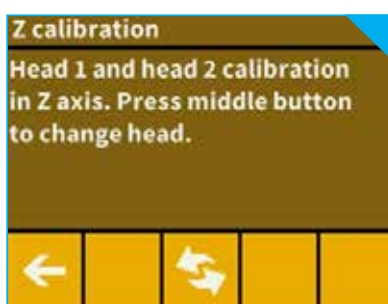 Z calibration
Head 1 and head 2 calibration
in Z axis. Press middle button
to change head.